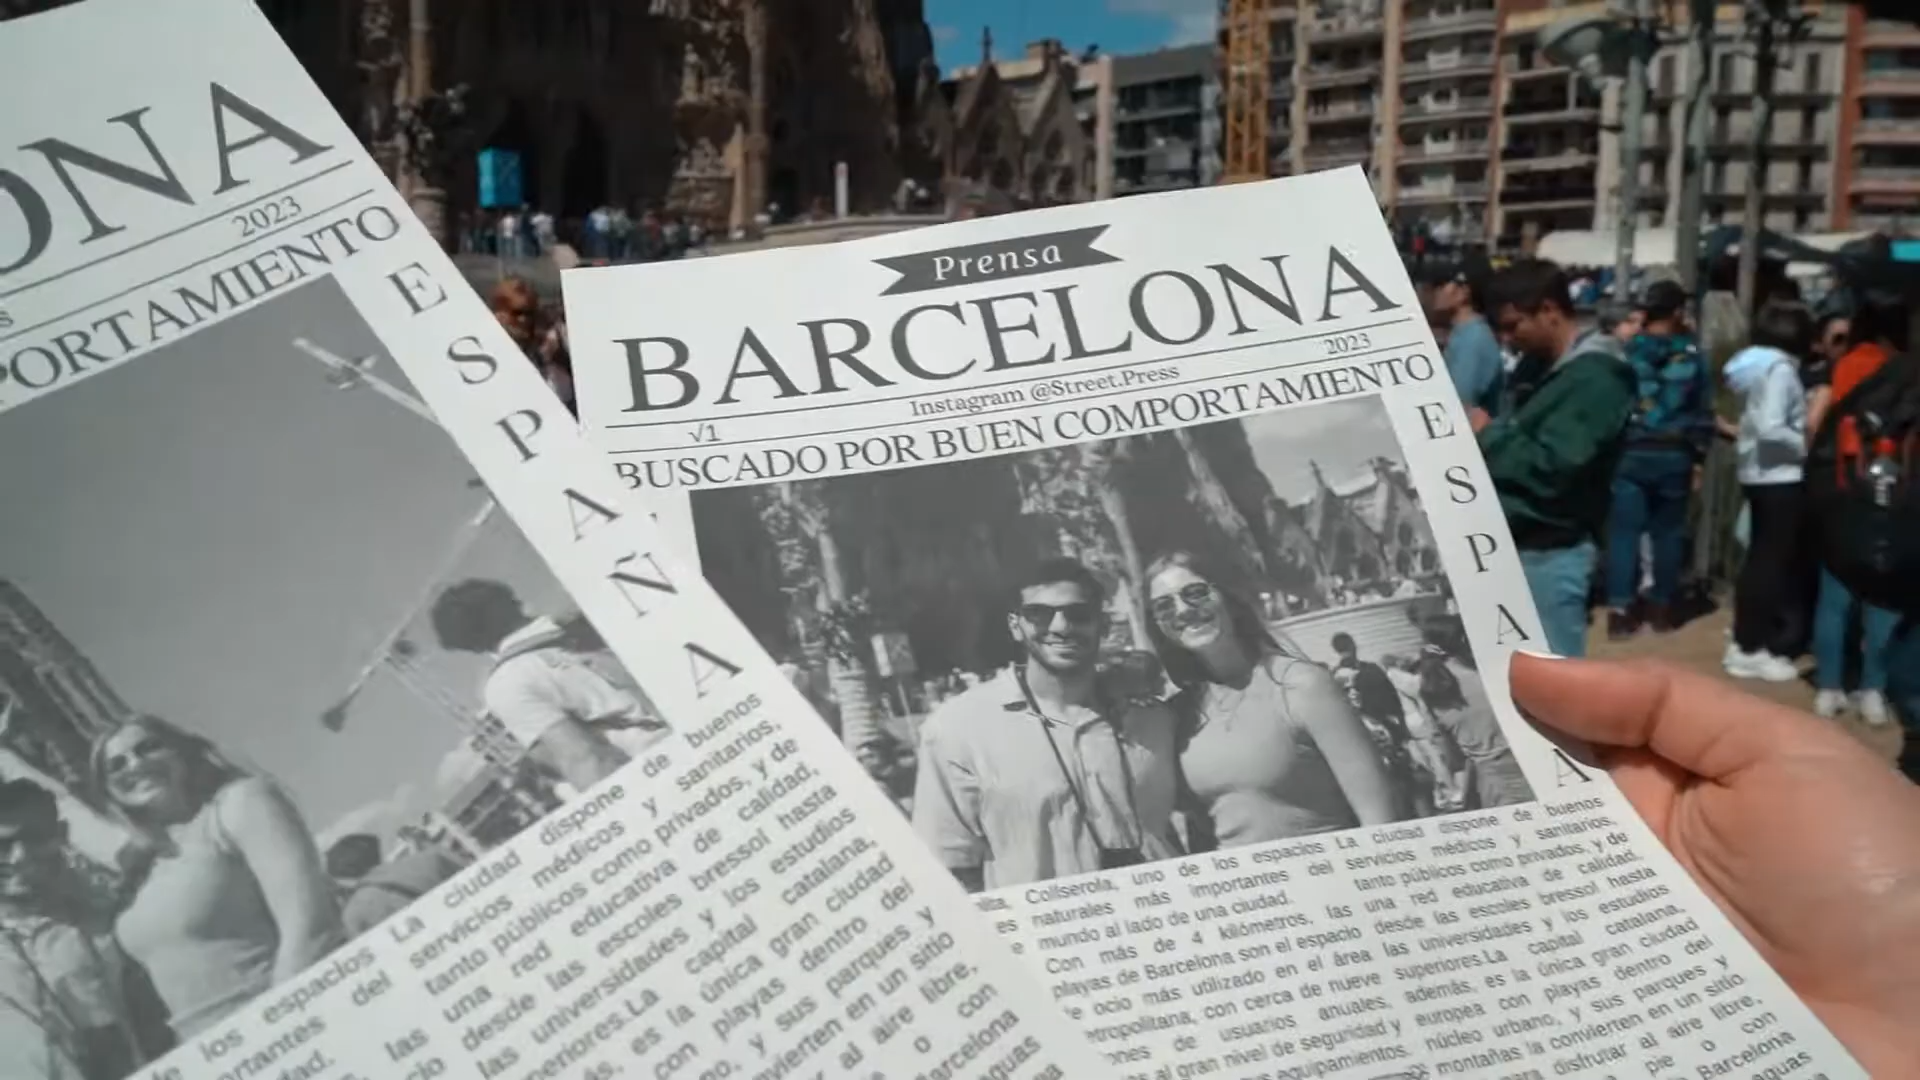 ONA
2023
PORTAMIENTO
E
S
P
A
Ñ
A
los espacios La ciudad dispone de buenos
del servicios médicos y sanitarios,
tanto públicos como privados, y de
las una red educativa de calidad,
desde las escoles bressol hasta
las universidades y los estudios
capital catalana,
es la única gran ciudad
con playas dentro del
y sus parques y
en un sitio
al aire libre,
o con
Prensa
BARCELONA
√1 Instagram @Street.Press 2023
BUSCADO POR BUEN COMPORTAMIENTO
E
S
P
A
A
Collserola, uno de los espacios
es naturales más importantes del
mundo al lado de una ciudad.
Con más de 4 kilómetros, las
playas de Barcelona son el espacio
de ocio más utilizado en el área
con cerca de nueve
de usuarios anuales, además,
al gran nivel de seguridad y
equipamientos.
La ciudad dispone de buenos
servicios médicos y sanitarios,
tanto públicos como privados, y de
una red educativa de calidad,
desde las escoles bressol hasta
las universidades y los estudios
superiores.La capital catalana,
es la única gran ciudad
europea con playas dentro del
núcleo urbano, y sus parques y
montañas la convierten en un sitio
para disfrutar al aire libre,
pie o con
Barcelona